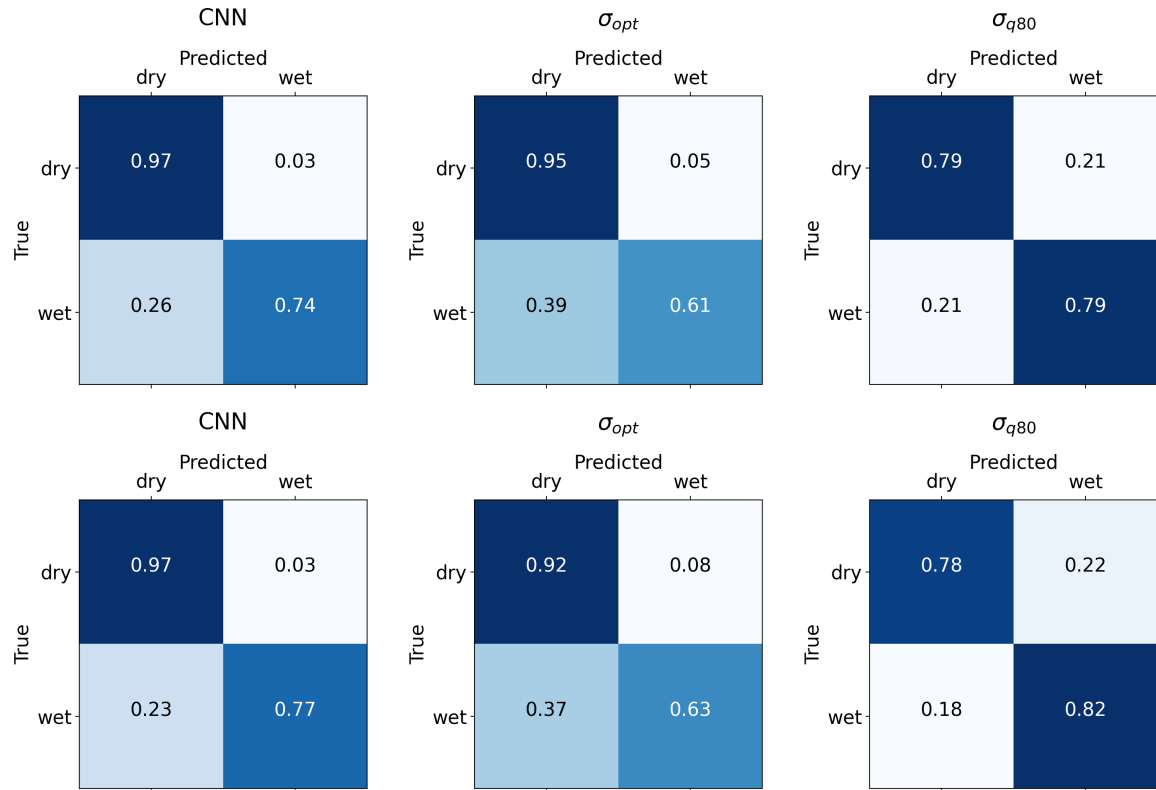 CNN σopt σq80
Predicted Predicted Predicted
dry wet dry wet dry wet
dry 0.97 0.03 dry 0.95 0.05 dry 0.79 0.21
True True True
wet 0.26 0.74 wet 0.39 0.61 wet 0.21 0.79
CNN σopt σq80
Predicted Predicted Predicted
dry wet dry wet dry wet
dry 0.97 0.03 dry 0.92 0.08 dry 0.78 0.22
True True True
wet 0.23 0.77 wet 0.37 0.63 wet 0.18 0.82